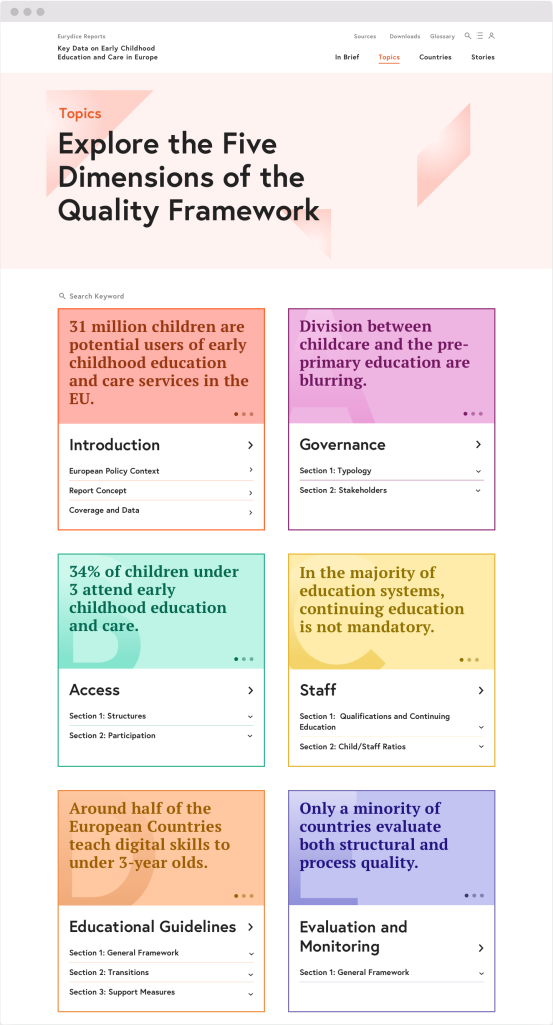 Eurydice Reports
Key Data on Early Childhood
Education and Care in Europe
Sources Downloads Glossary
In Brief Topics Countries Stories
Topics
Explore the Five
Dimensions of the
Quality Framework
Search Keyword
31 million children are
potential users of early
childhood education
and care services in the
EU.
Introduction
European Policy Context
Report Concept
Coverage and Data
A
Division between
childcare and the pre-
primary education are
blurring.
Governance
Section 1: Typology
Section 2: Stakeholders
B
34% of children under
3 attend early
childhood education
and care.
Access
Section 1: Structures
Section 2: Participation
C
In the majority of
education systems,
continuing education
is not mandatory.
Staff
Section 1: Qualifications and Continuing
Education
Section 2: Child/Staff Ratios
D
Around half of the
European Countries
teach digital skills to
under 3-year olds.
Educational Guidelines
Section 1: General Framework
Section 2: Transitions
Section 3: Support Measures
E
Only a minority of
countries evaluate
both structural and
process quality.
Evaluation and
Monitoring
Section 1: General Framework